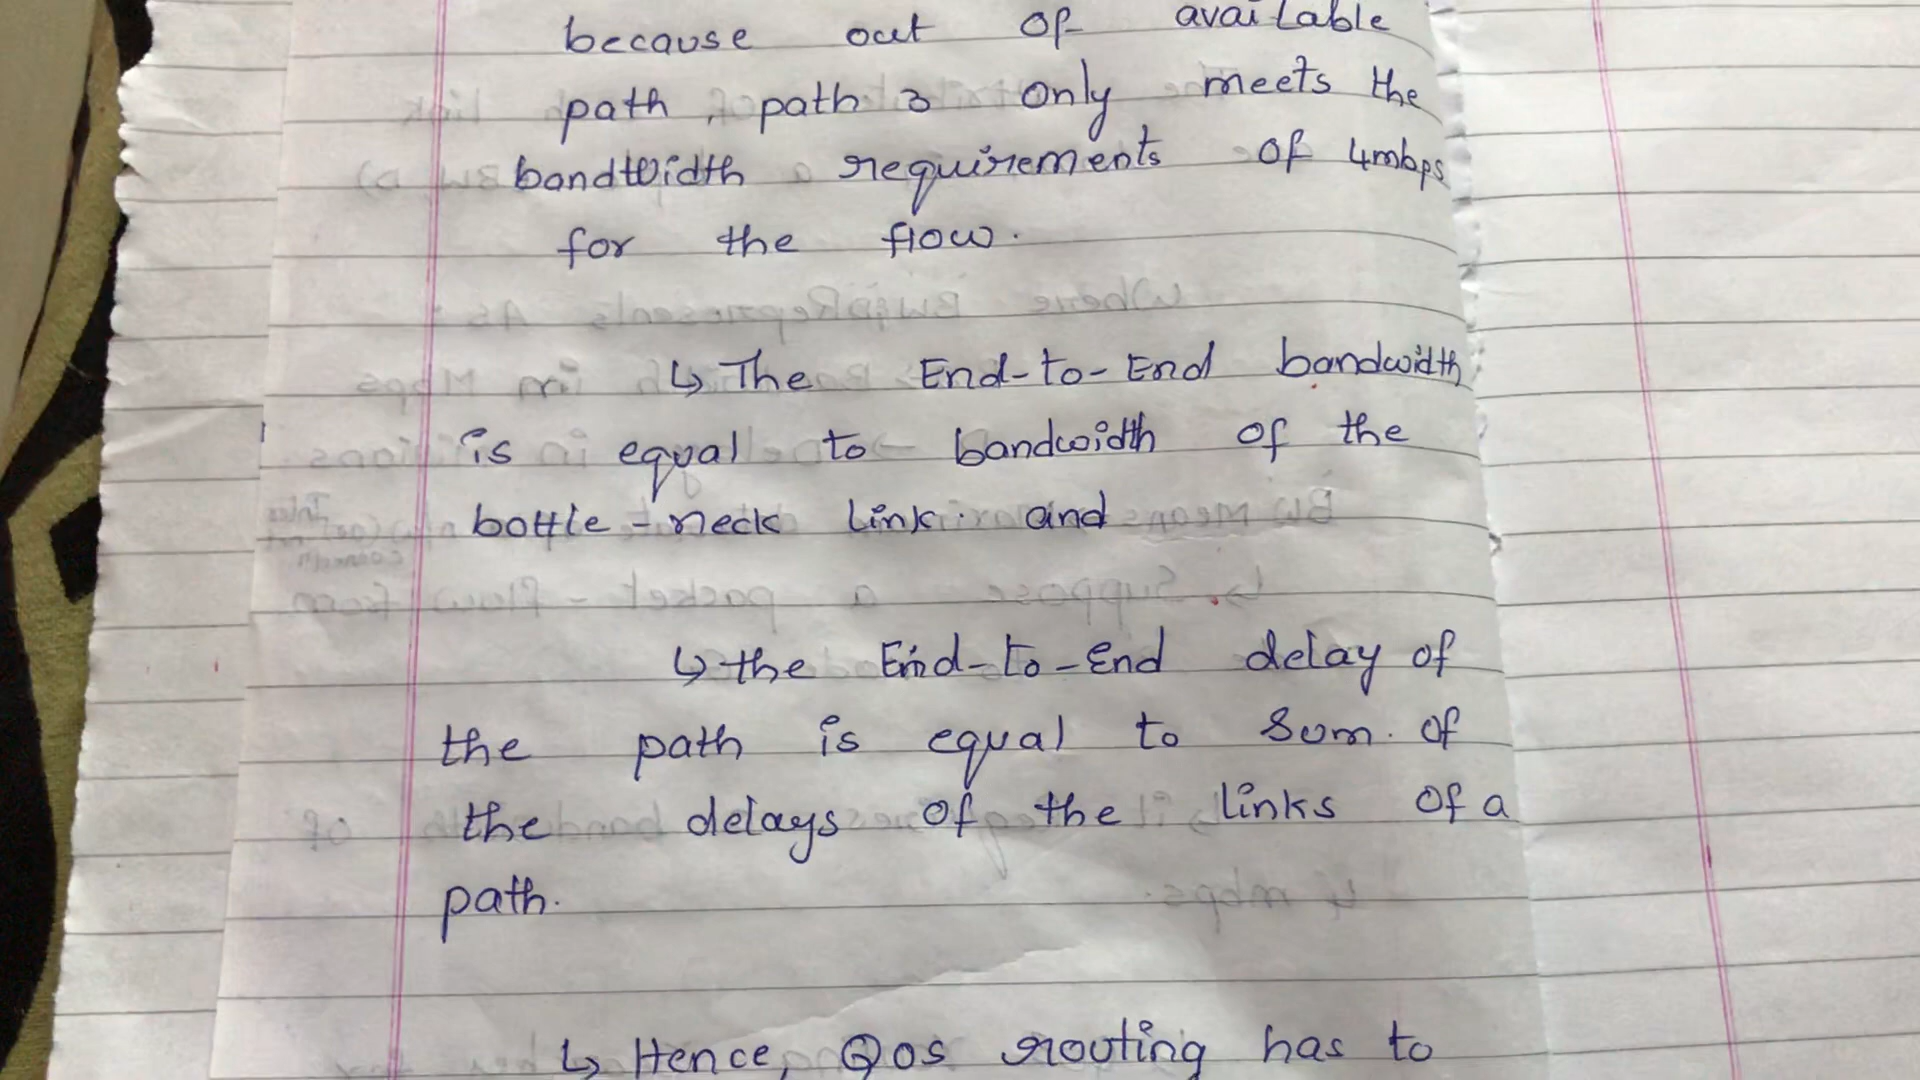 because out of available
path, path 3 only meets the
bandwidth requirements of 4mbps
for the flow.
↳ The End-to-End bandwidth
is equal to bandwidth of the
bottle-neck link. and
↳ the End-to-End delay of
the path is equal to sum. of
the delays of the links of a
path.
↳ Hence, Qos routing has to